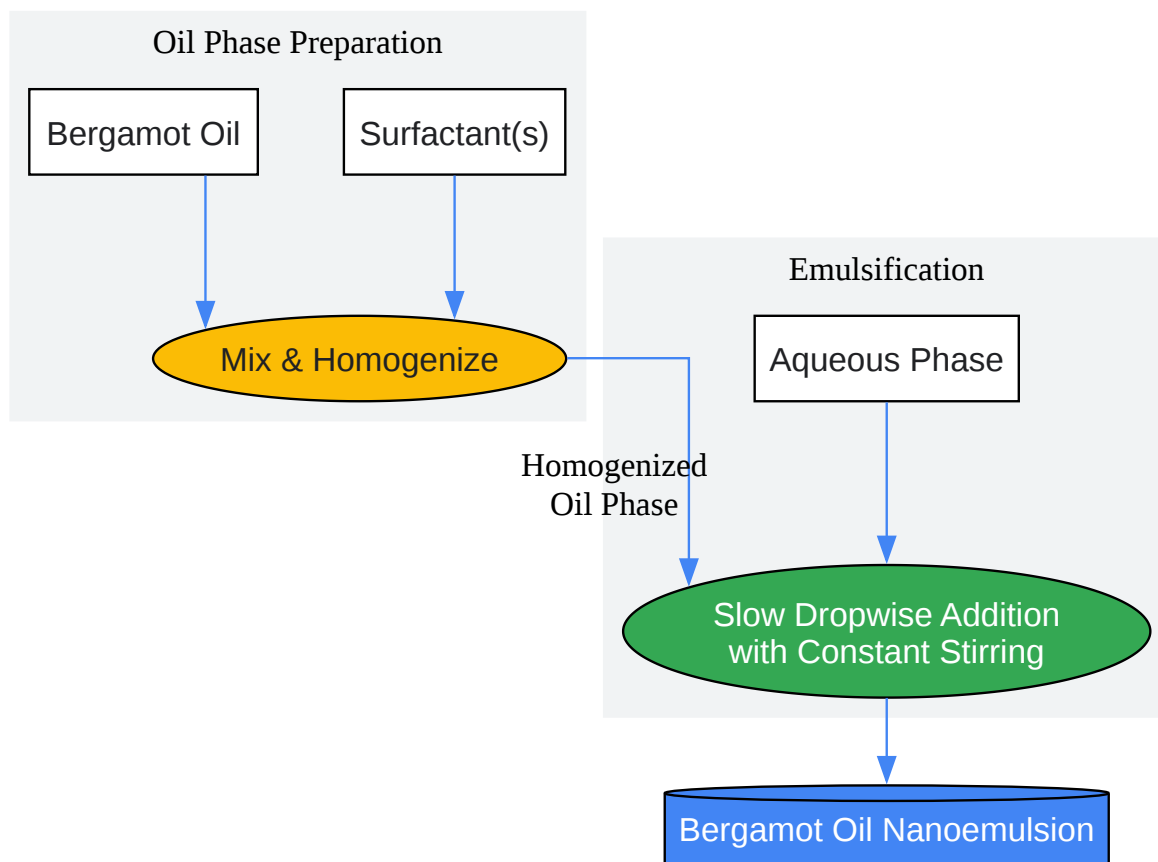 Oil Phase Preparation
Bergamot Oil
Surfactant(s)
Mix & Homogenize
Emulsification
Aqueous Phase
Homogenized
Oil Phase
Slow Dropwise Addition
with Constant Stirring
Bergamot Oil Nanoemulsion